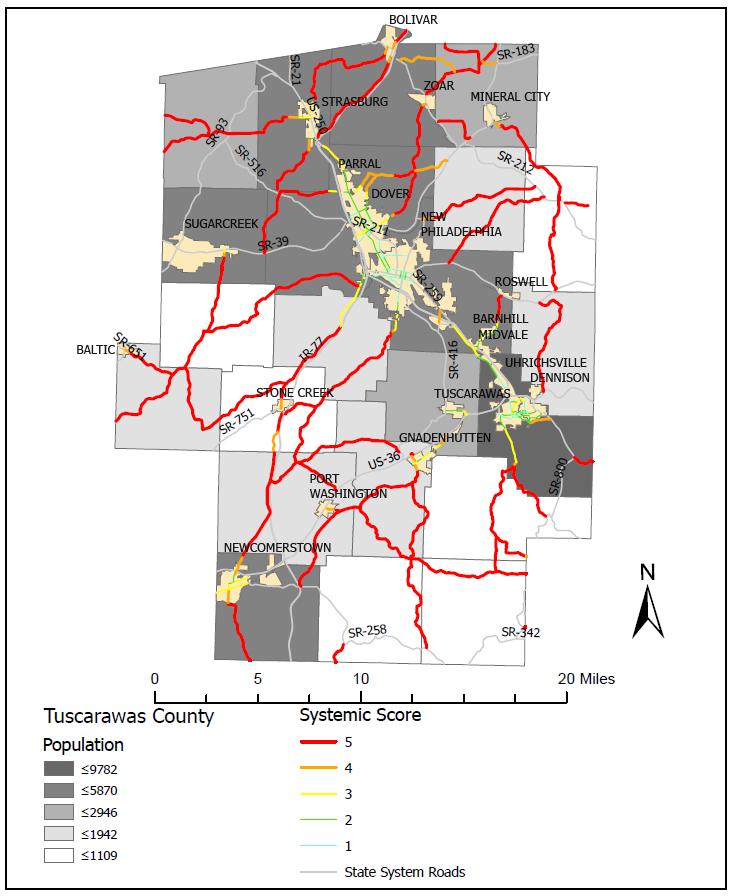 BOLIVAR
SR-183
SR-21
ZOAR
MINERAL CITY
STRASBURG
US-250
SR-93
SR-516
PARRAL
SR-212
DOVER
SUGARCREEK
SR-211
NEW
PHILADELPHIA
SR-39
SR-259
ROSWELL
BARNHILL
MIDVALE
SR-651
BALTIC
IR-77
SR-416
UHRICHSVILLE
DENNISON
STONE CREEK
TUSCARAWAS
SR-751
GNADENHUTTEN
US-36
SR-800
PORT
WASHINGTON
NEWCOMERSTOWN
N
SR-258
SR-342
0 5 10 20 Miles
Tuscarawas County
Population
≤9782
≤5870
≤2946
≤1942
≤1109
Systemic Score
5
4
3
2
1
State System Roads